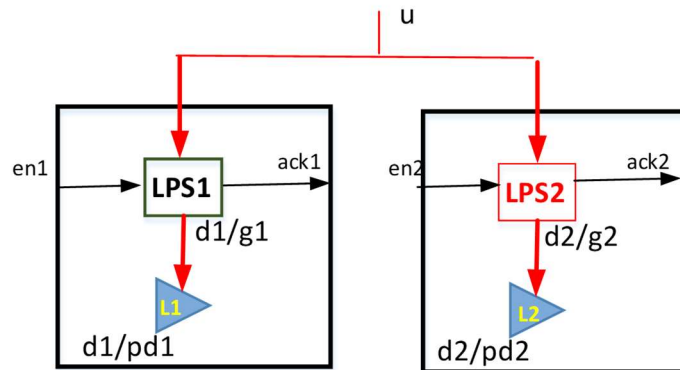 u
en1
LPS1
ack1
d1/g1
L1
d1/pd1
en2
LPS2
ack2
d2/g2
L2
d2/pd2